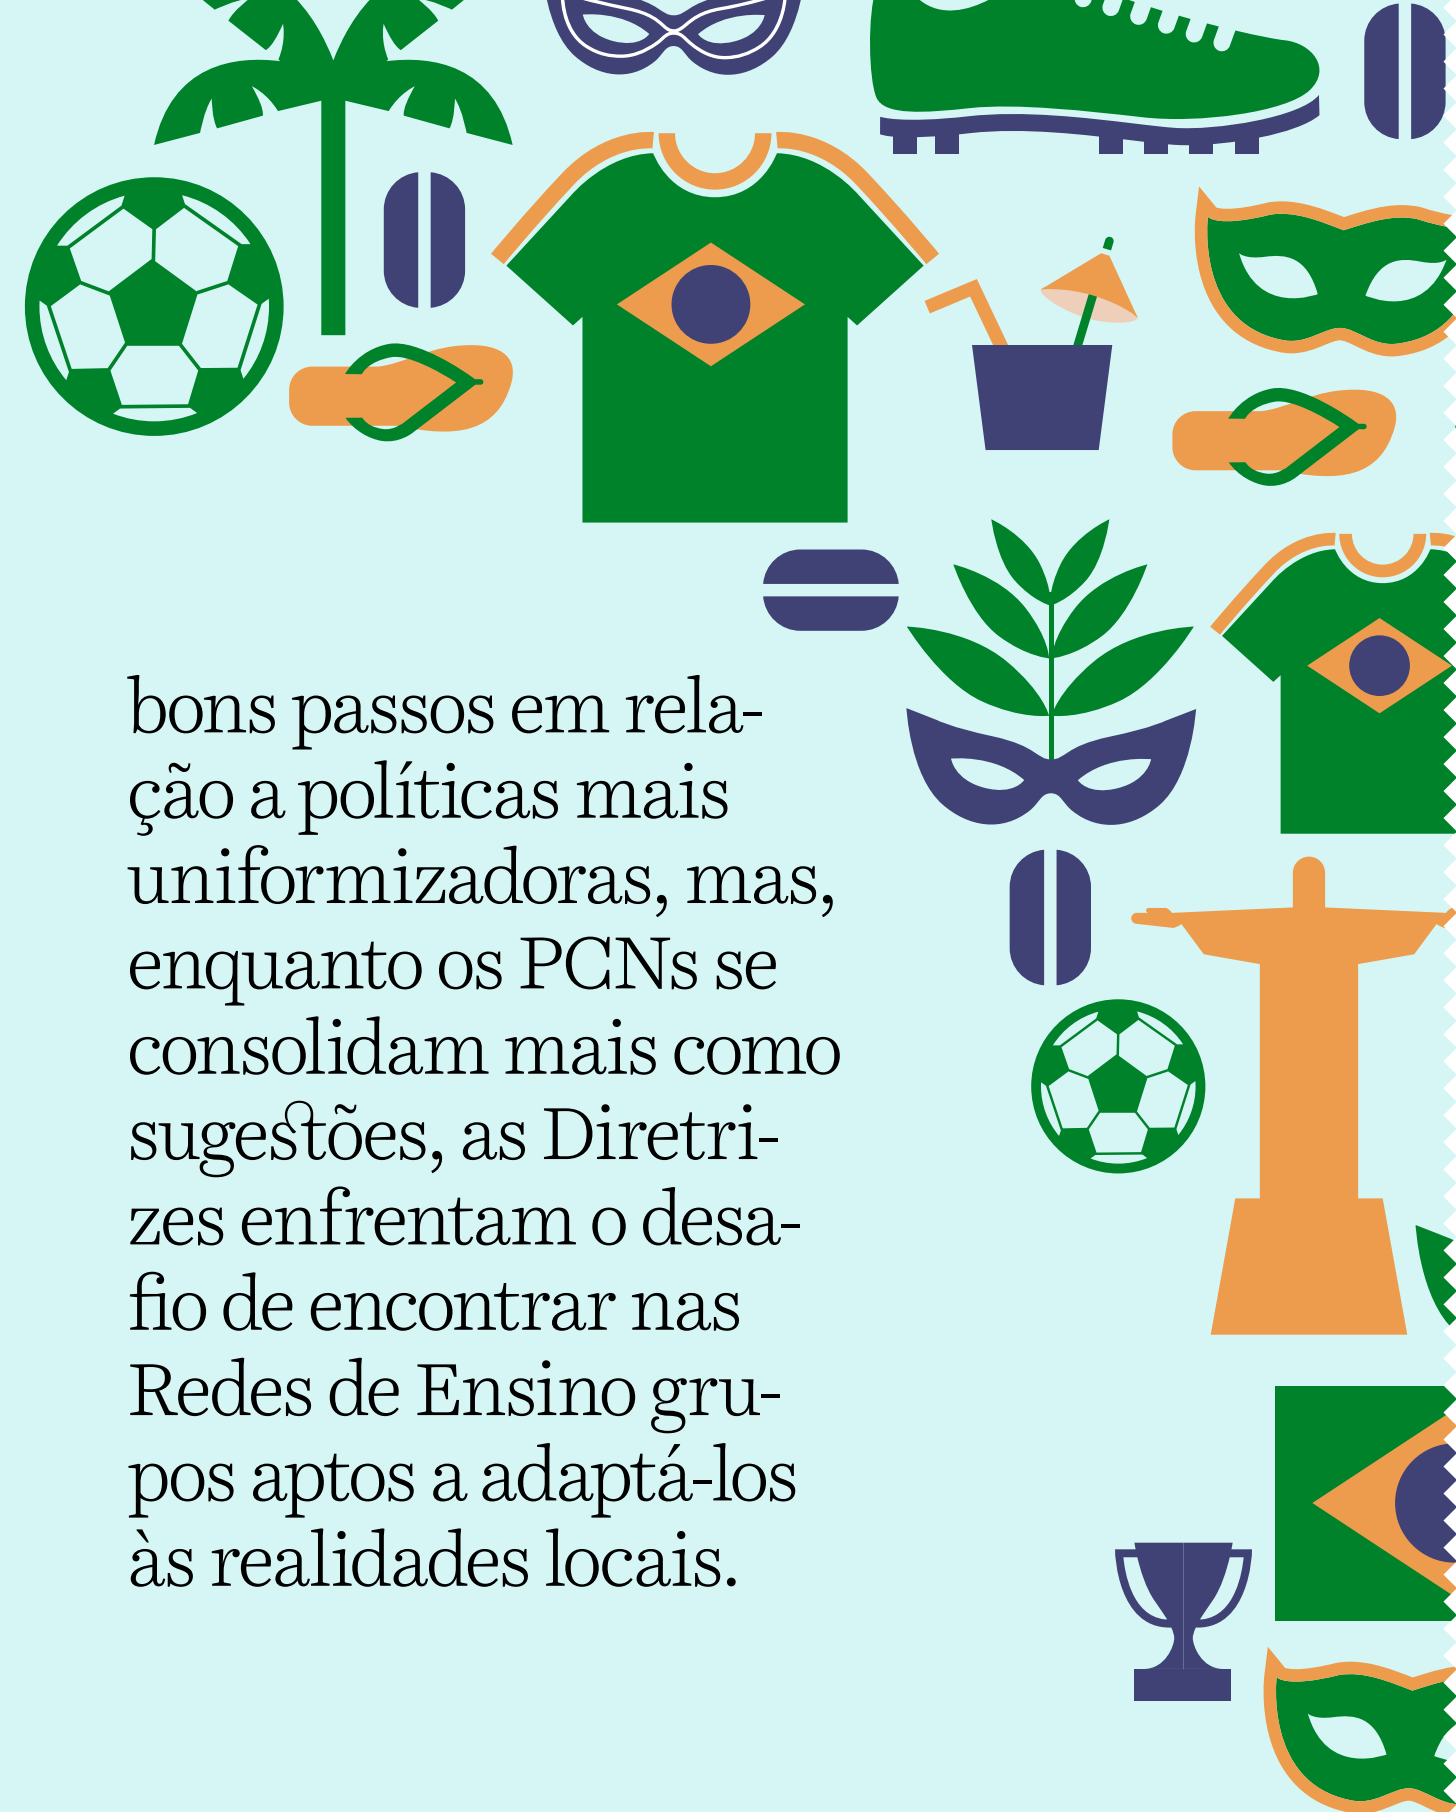 bons passos em rela-
ção a políticas mais
uniformizadoras, mas,
enquanto os PCNs se
consolidam mais como
sugestões, as Diretri-
zes enfrentam o desa-
fio de encontrar nas
Redes de Ensino gru-
pos aptos a adaptá-los
às realidades locais.